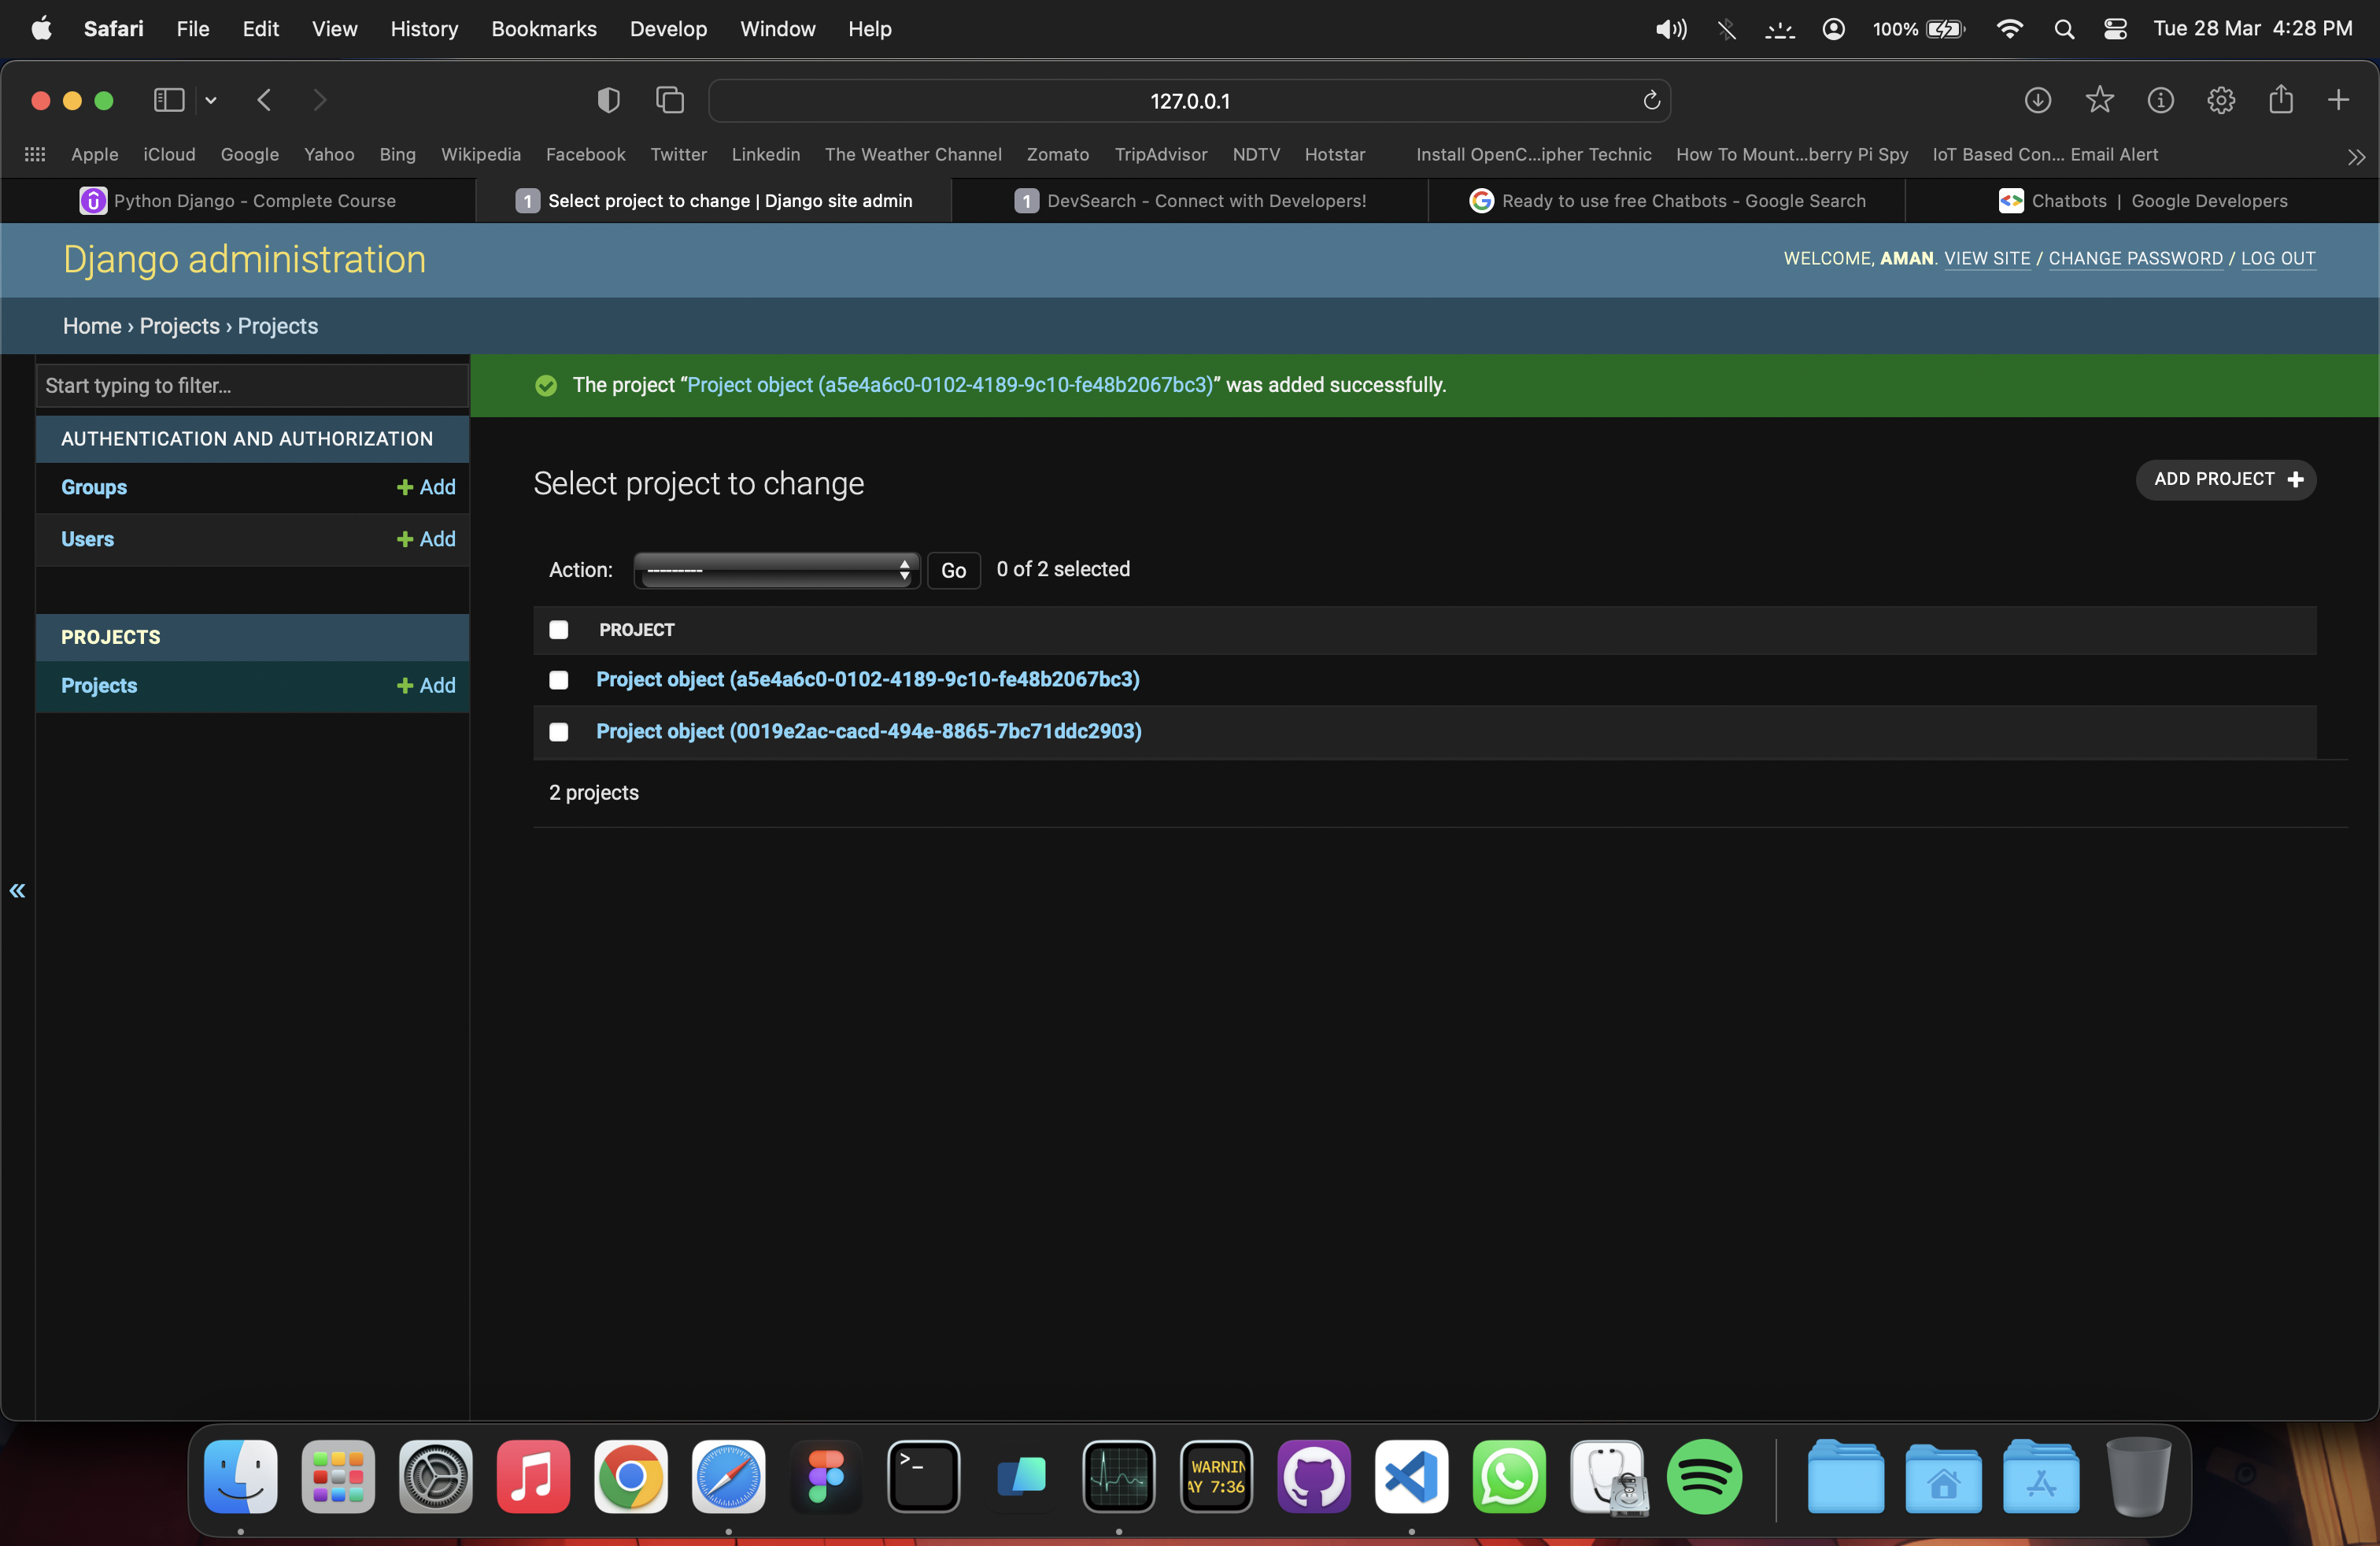 Safari File Edit View History Bookmarks Develop Window Help 100% Tue 28 Mar 4:28 PM
127.0.0.1
Apple iCloud Google Yahoo Bing Wikipedia Facebook Twitter Linkedin The Weather Channel Zomato TripAdvisor NDTV Hotstar Install OpenC...ipher Technic How To Mount...berry Pi Spy IoT Based Con... Email Alert
Python Django - Complete Course 1 Select project to change | Django site admin 1 DevSearch - Connect with Developers! Ready to use free Chatbots - Google Search Chatbots | Google Developers
Django administration
WELCOME, AMAN. VIEW SITE / CHANGE PASSWORD / LOG OUT
Home › Projects › Projects
Start typing to filter...
AUTHENTICATION AND AUTHORIZATION
Groups + Add
Users + Add
PROJECTS
Projects + Add
«
The project “Project object (a5e4a6c0-0102-4189-9c10-fe48b2067bc3)” was added successfully.
Select project to change
ADD PROJECT +
Action: --------- Go 0 of 2 selected
PROJECT
Project object (a5e4a6c0-0102-4189-9c10-fe48b2067bc3)
Project object (0019e2ac-cacd-494e-8865-7bc71ddc2903)
2 projects
WARNIN
AY 7:36